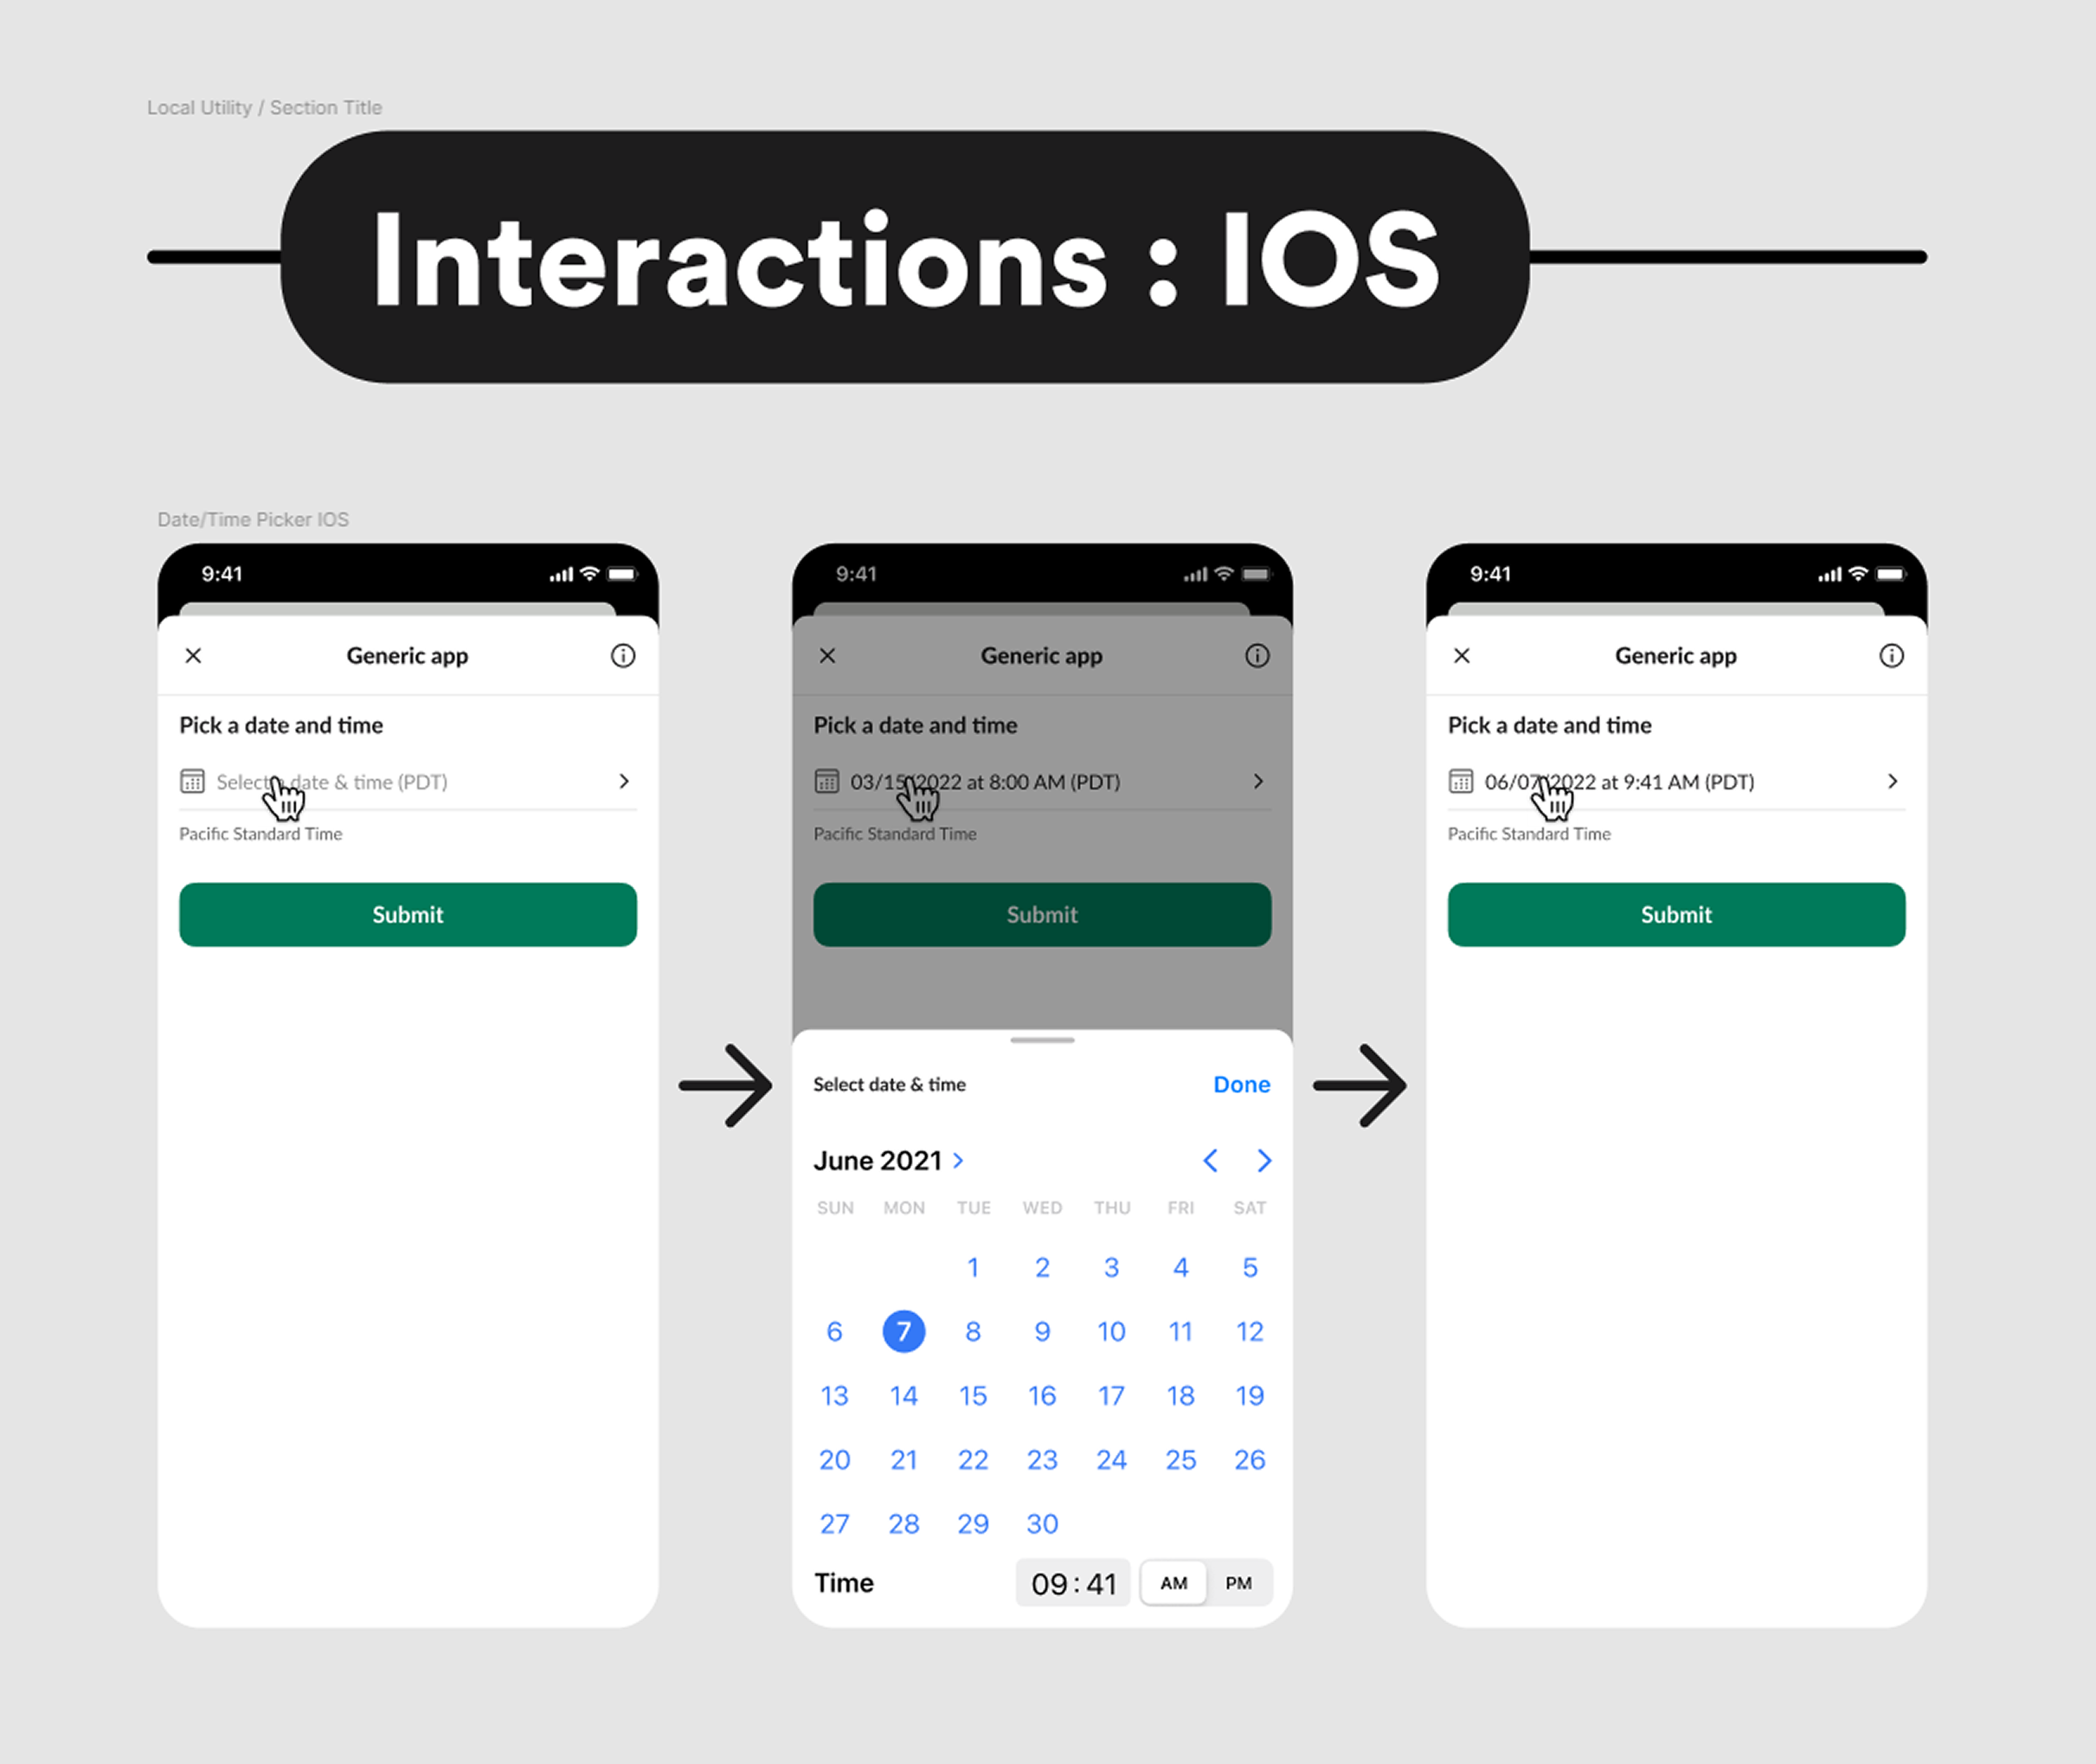 Local Utility / Section Title
Interactions : IOS
Date/Time Picker IOS
9:41
Generic app
Pick a date and time
Select a date & time (PDT)
Pacific Standard Time
Submit
9:41
Generic app
Pick a date and time
03/15/2022 at 8:00 AM (PDT)
Pacific Standard Time
Submit
Select date & time Done
June 2021
SUN MON TUE WED THU FRI SAT
1 2 3 4 5
6 7 8 9 10 11 12
13 14 15 16 17 18 19
20 21 22 23 24 25 26
27 28 29 30
Time 09:41 AM PM
9:41
Generic app
Pick a date and time
06/07/2022 at 9:41 AM (PDT)
Pacific Standard Time
Submit